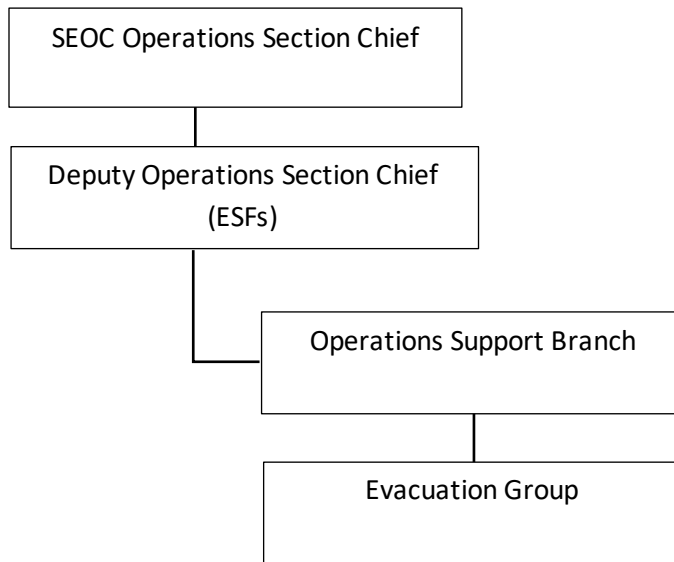 SEOC Operations Section Chief
Deputy Operations Section Chief
(ESFs)
Operations Support Branch
Evacuation Group